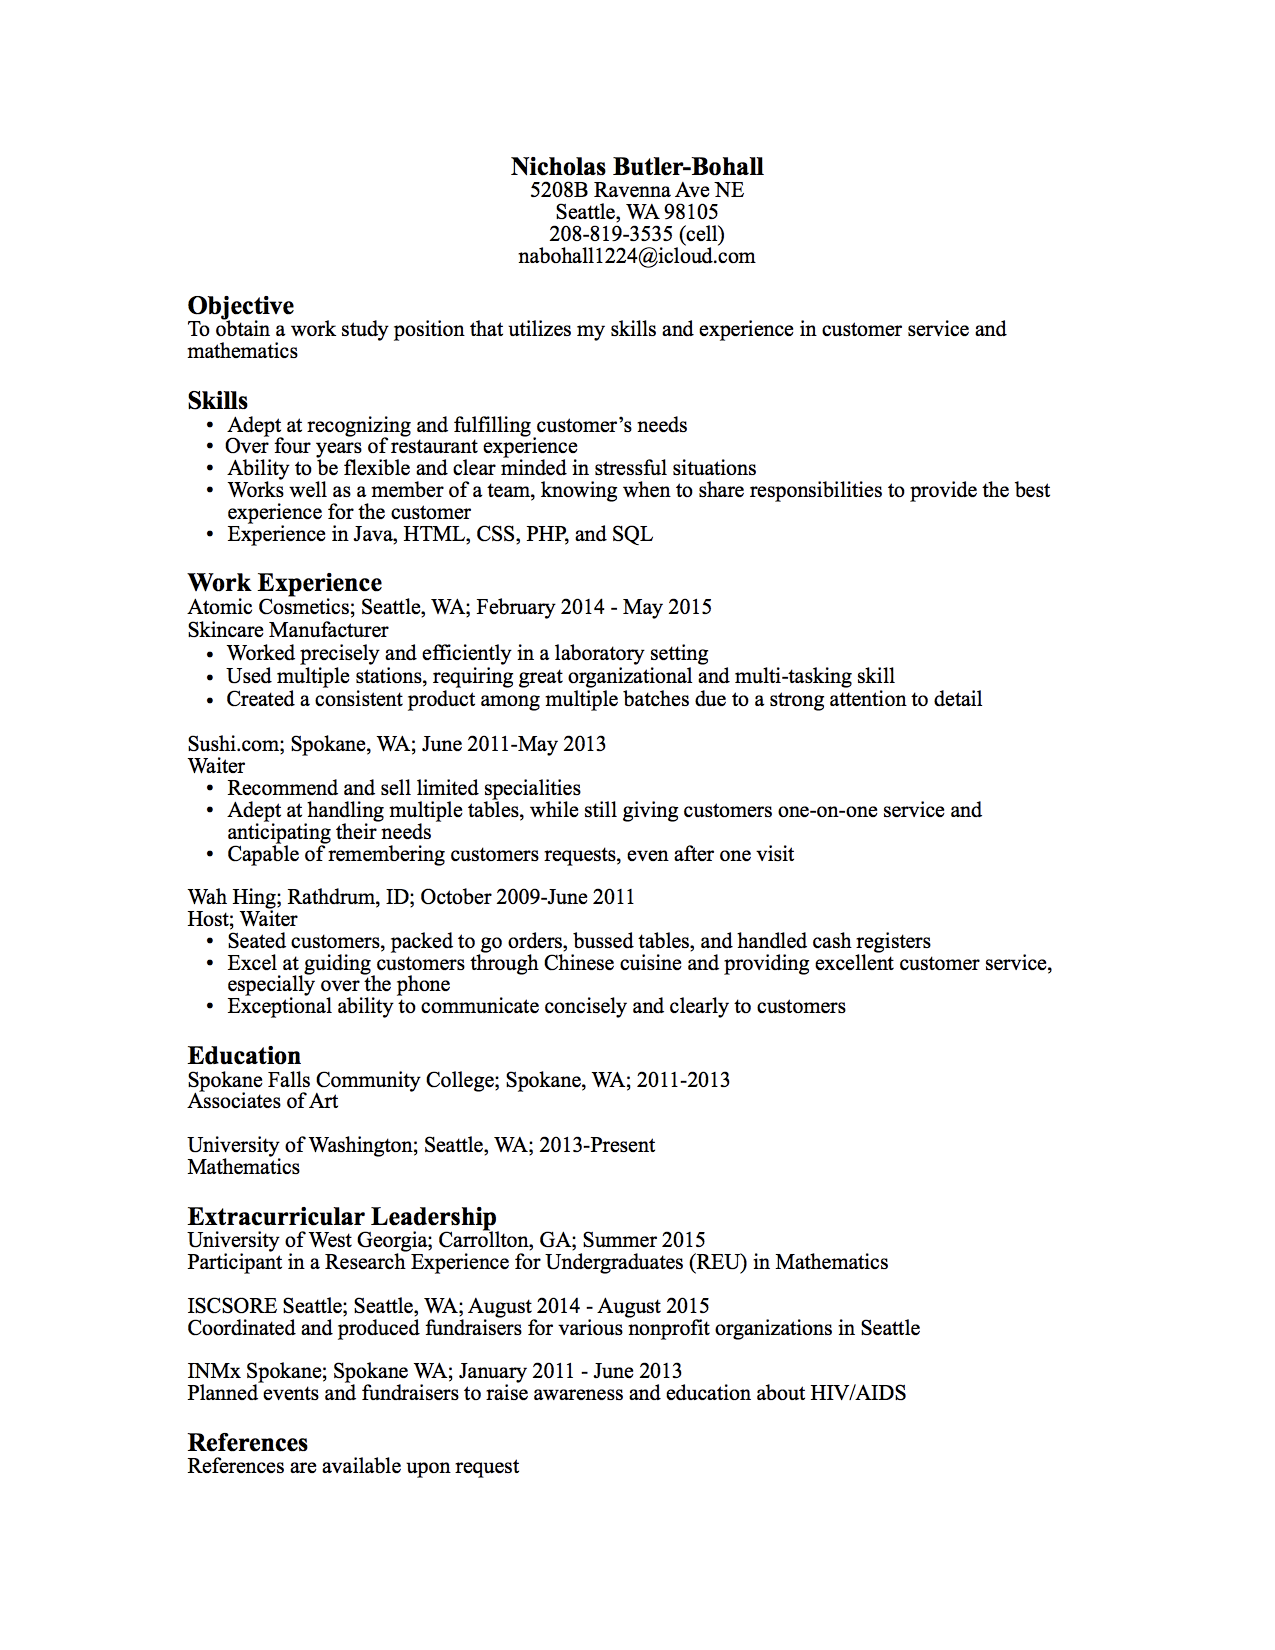 Nicholas Butler-Bohall
5208B Ravenna Ave NE
Seattle, WA 98105
208-819-3535 (cell)
nabohall1224@icloud.com
Objective
To obtain a work study position that utilizes my skills and experience in customer service and
mathematics
Skills
• Adept at recognizing and fulfilling customer’s needs
• Over four years of restaurant experience
• Ability to be flexible and clear minded in stressful situations
• Works well as a member of a team, knowing when to share responsibilities to provide the best
experience for the customer
• Experience in Java, HTML, CSS, PHP, and SQL
Work Experience
Atomic Cosmetics; Seattle, WA; February 2014 - May 2015
Skincare Manufacturer
• Worked precisely and efficiently in a laboratory setting
• Used multiple stations, requiring great organizational and multi-tasking skill
• Created a consistent product among multiple batches due to a strong attention to detail
Sushi.com; Spokane, WA; June 2011-May 2013
Waiter
• Recommend and sell limited specialities
• Adept at handling multiple tables, while still giving customers one-on-one service and
anticipating their needs
• Capable of remembering customers requests, even after one visit
Wah Hing; Rathdrum, ID; October 2009-June 2011
Host; Waiter
• Seated customers, packed to go orders, bussed tables, and handled cash registers
• Excel at guiding customers through Chinese cuisine and providing excellent customer service,
especially over the phone
• Exceptional ability to communicate concisely and clearly to customers
Education
Spokane Falls Community College; Spokane, WA; 2011-2013
Associates of Art
University of Washington; Seattle, WA; 2013-Present
Mathematics
Extracurricular Leadership
University of West Georgia; Carrollton, GA; Summer 2015
Participant in a Research Experience for Undergraduates (REU) in Mathematics
ISCSORE Seattle; Seattle, WA; August 2014 - August 2015
Coordinated and produced fundraisers for various nonprofit organizations in Seattle
INMx Spokane; Spokane WA; January 2011 - June 2013
Planned events and fundraisers to raise awareness and education about HIV/AIDS
References
References are available upon request